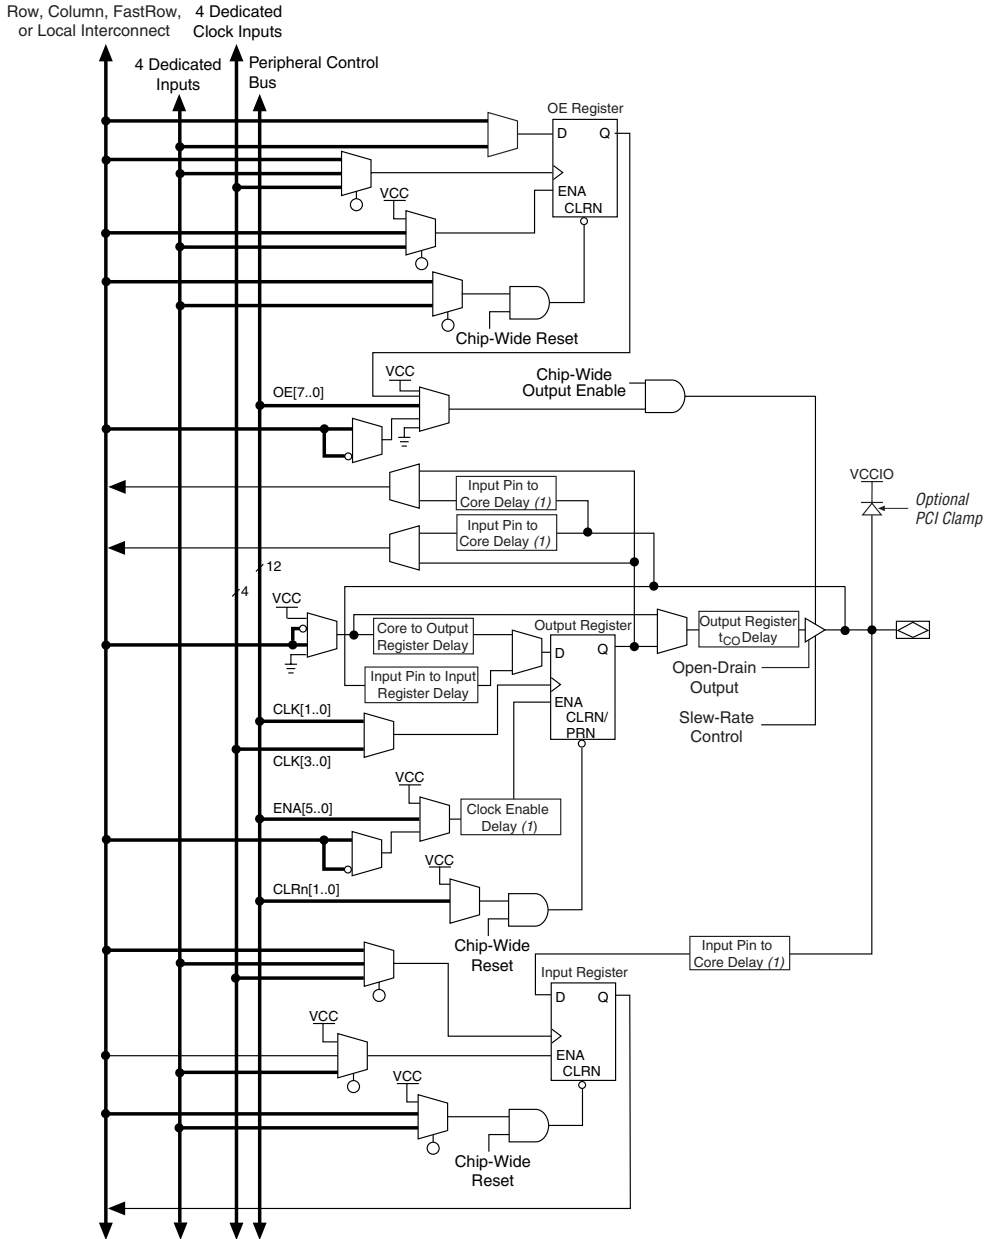 Row, Column, FastRow,
or Local Interconnect
4 Dedicated
Clock Inputs
4 Dedicated
Inputs
Peripheral Control
Bus
OE Register
D
Q
ENA
CLRN
VCC
Chip-Wide Reset
VCC
OE[7..0]
Chip-Wide
Output Enable
Input Pin to
Core Delay (1)
Input Pin to
Core Delay (1)
VCCIO
Optional
PCI Clamp
12
4
VCC
Core to Output
Register Delay
Input Pin to Input
Register Delay
Output Register
D
Q
ENA
CLRN/
PRN
Output Register
tCO Delay
Open-Drain
Output
Slew-Rate
Control
CLK[1..0]
CLK[3..0]
VCC
ENA[5..0]
Clock Enable
Delay (1)
VCC
CLRn[1..0]
Chip-Wide
Reset
Input Pin to
Core Delay (1)
Input Register
D
Q
ENA
CLRN
VCC
VCC
Chip-Wide
Reset